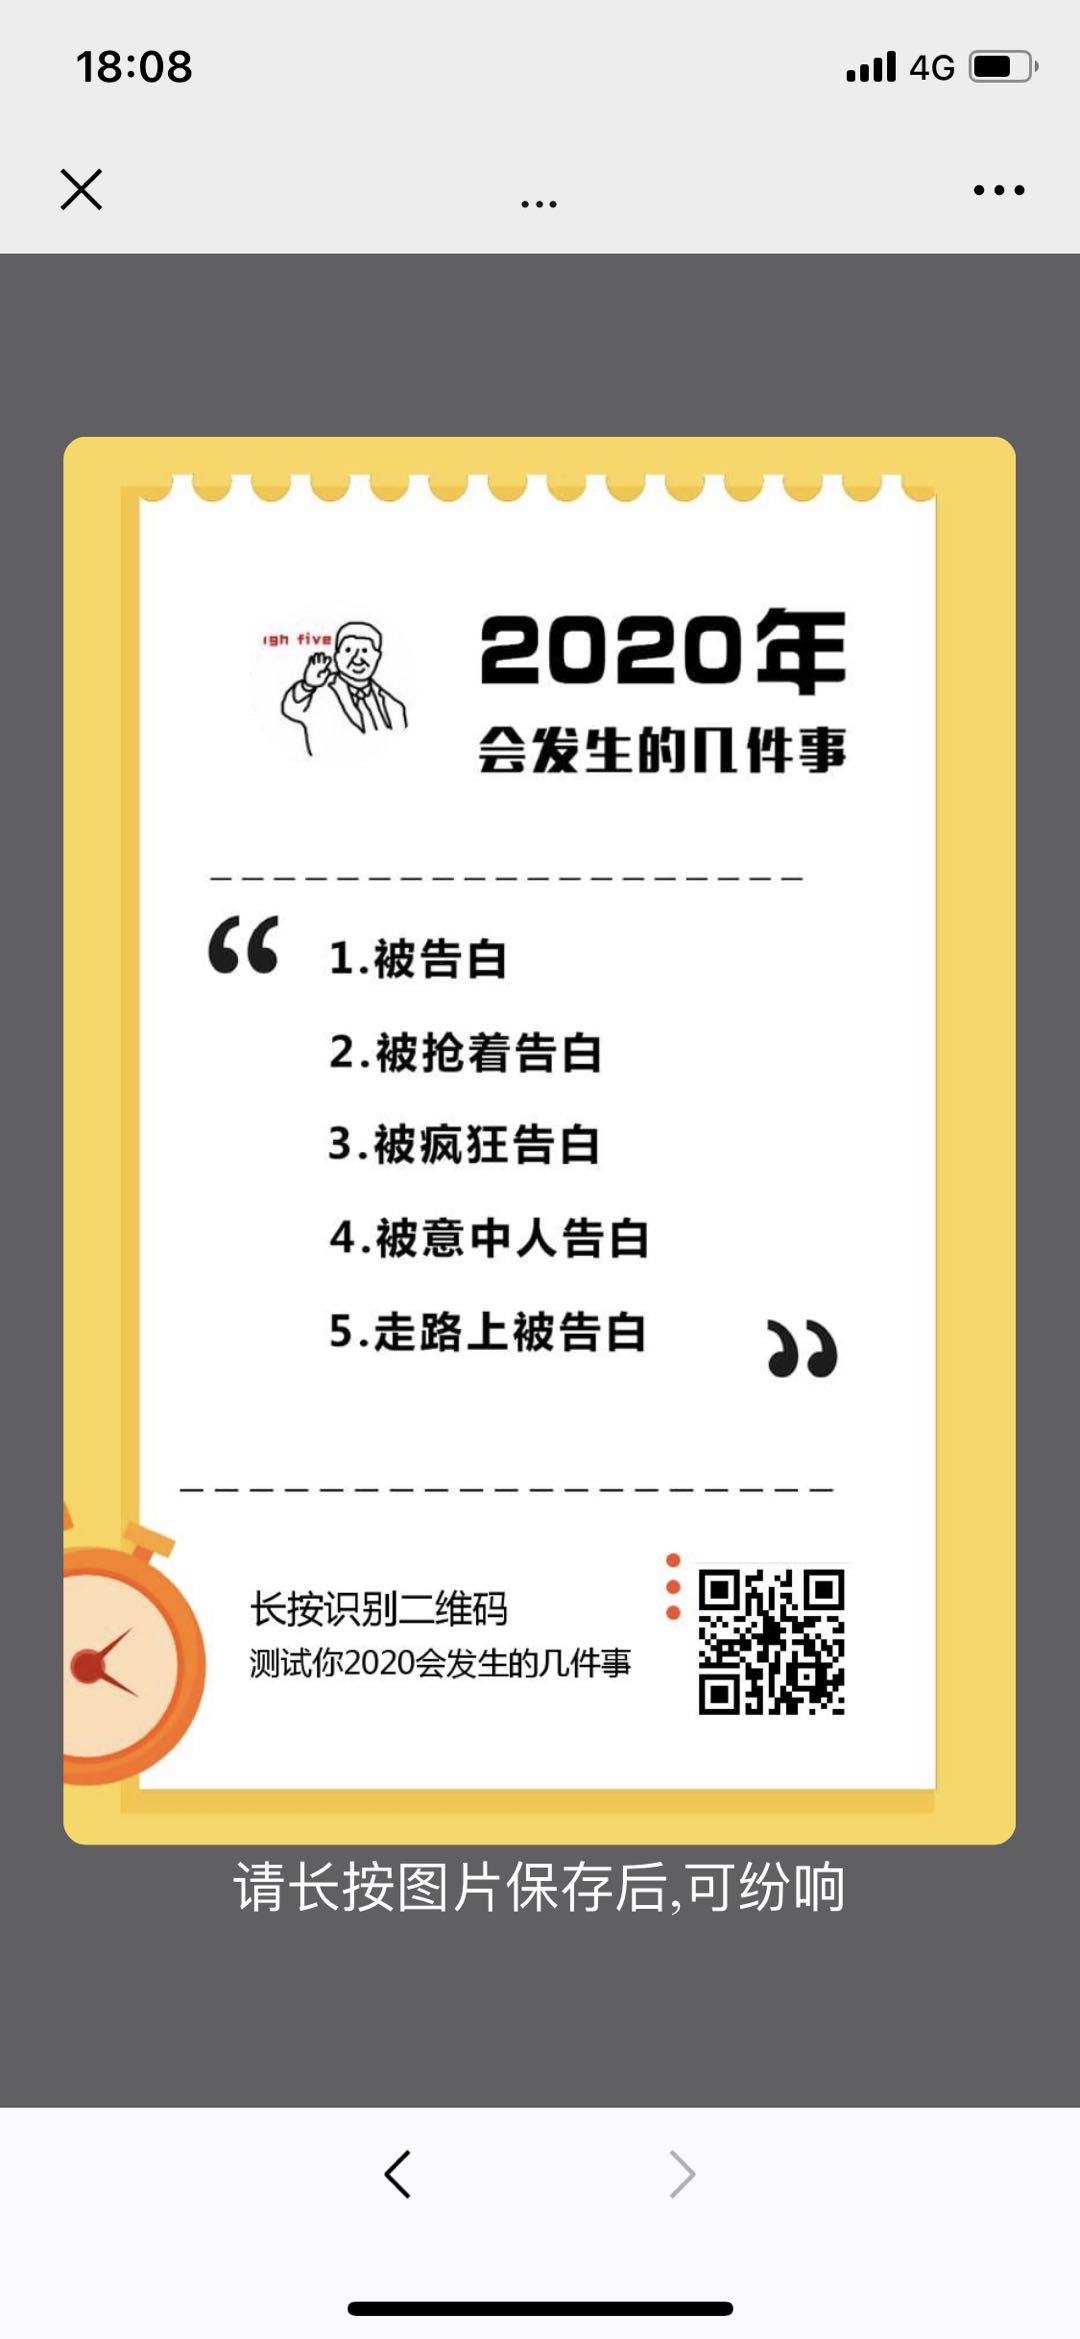 18:08
4G
...
igh five
2020年
会发生的几件事
1.被告白
2.被抢着告白
3.被疯狂告白
4.被意中人告白
5.走路上被告白
长按识别二维码
测试你2020会发生的几件事
请长按图片保存后,可纷响